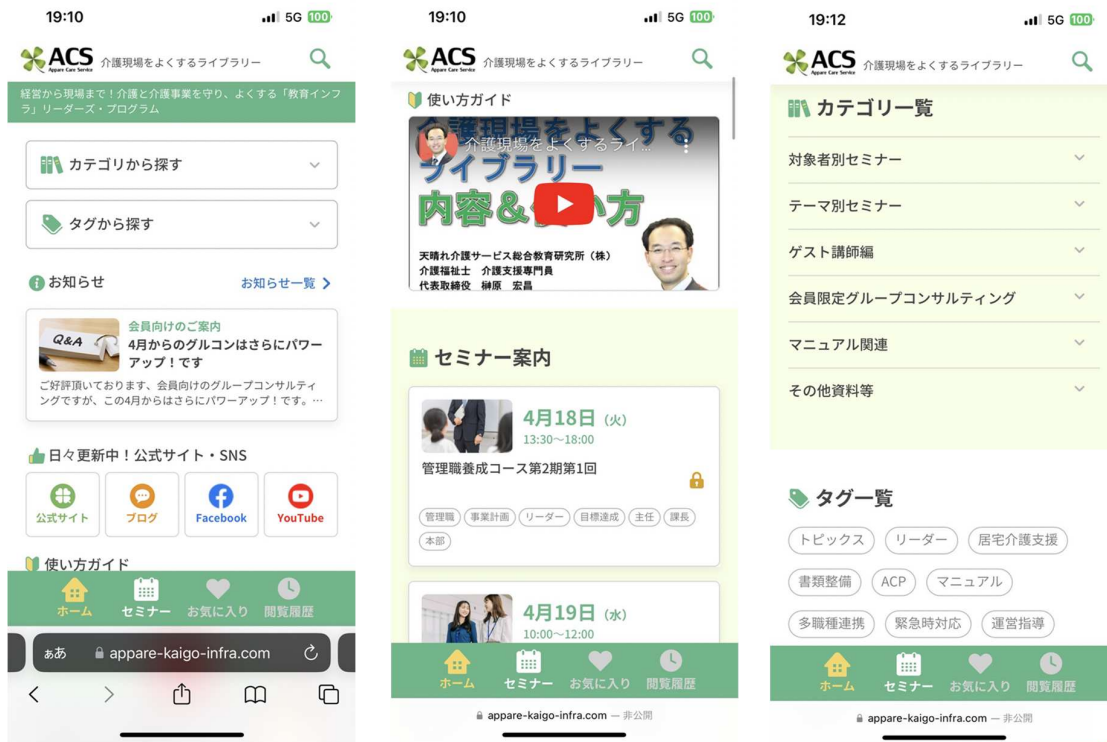 19:10
5G 100
ACS
Appare Care Service
介護現場をよくするライブラリー
経営から現場まで！介護と介護事業を守り、よくする「教育インフ
ラ」リーダーズ・プログラム
カテゴリから探す
タグから探す
お知らせ
お知らせ一覧
Q&A
会員向けのご案内
4月からのグルコンはさらにパワー
アップ！です
ご好評頂いております、会員向けのグループコンサルティ
ングですが、この4月からはさらにパワーアップ！です。…
日々更新中！公式サイト・SNS
公式サイト
ブログ
Facebook
YouTube
使い方ガイド
ホーム
セミナー
お気に入り
閲覧履歴
ぁあ
appare-kaigo-infra.com
19:10
5G 100
ACS
Appare Care Service
介護現場をよくするライブラリー
使い方ガイド
介護現場をよくする
介護現場をよくするライ...
ライブラリー
内容&使い方
天晴れ介護サービス総合教育研究所（株）
介護福祉士　介護支援専門員
代表取締役　榊原　宏昌
セミナー案内
4月18日（火）
13:30～18:00
管理職養成コース第2期第1回
管理職
事業計画
リーダー
目標達成
主任
課長
本部
4月19日（水）
10:00～12:00
ホーム
セミナー
お気に入り
閲覧履歴
appare-kaigo-infra.com — 非公開
19:12
5G 100
ACS
Appare Care Service
介護現場をよくするライブラリー
カテゴリ一覧
対象者別セミナー
テーマ別セミナー
ゲスト講師編
会員限定グループコンサルティング
マニュアル関連
その他資料等
タグ一覧
トピックス
リーダー
居宅介護支援
書類整備
ACP
マニュアル
多職種連携
緊急時対応
運営指導
ホーム
セミナー
お気に入り
閲覧履歴
appare-kaigo-infra.com — 非公開